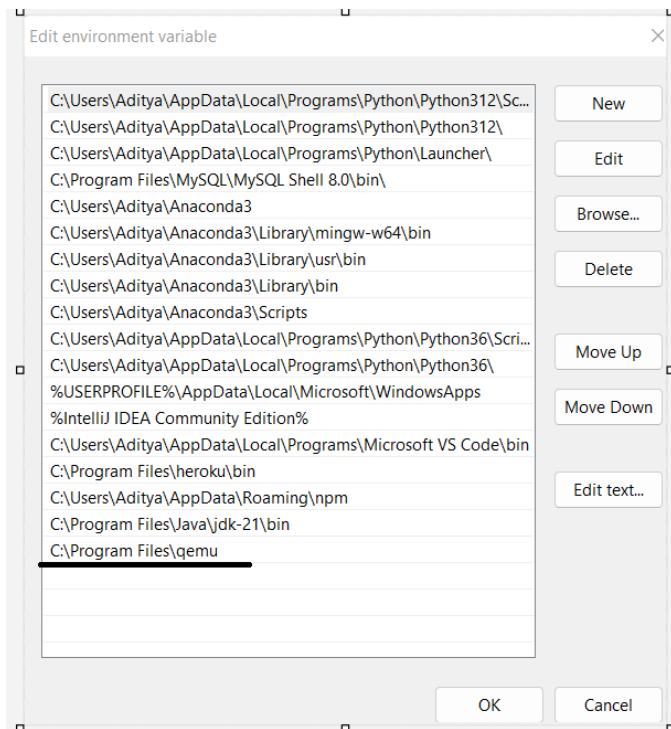 Edit environment variable
C:\Users\Aditya\AppData\Local\Programs\Python\Python312\Sc...
C:\Users\Aditya\AppData\Local\Programs\Python\Python312\
C:\Users\Aditya\AppData\Local\Programs\Python\Launcher\
C:\Program Files\MySQL\MySQL Shell 8.0\bin\
C:\Users\Aditya\Anaconda3
C:\Users\Aditya\Anaconda3\Library\mingw-w64\bin
C:\Users\Aditya\Anaconda3\Library\usr\bin
C:\Users\Aditya\Anaconda3\Library\bin
C:\Users\Aditya\Anaconda3\Scripts
C:\Users\Aditya\AppData\Local\Programs\Python\Python36\Scri...
C:\Users\Aditya\AppData\Local\Programs\Python\Python36\
%USERPROFILE%\AppData\Local\Microsoft\WindowsApps
%IntelliJ IDEA Community Edition%
C:\Users\Aditya\AppData\Local\Programs\Microsoft VS Code\bin
C:\Program Files\heroku\bin
C:\Users\Aditya\AppData\Roaming\npm
C:\Program Files\Java\jdk-21\bin
C:\Program Files\qemu
New
Edit
Browse...
Delete
Move Up
Move Down
Edit text...
OK
Cancel